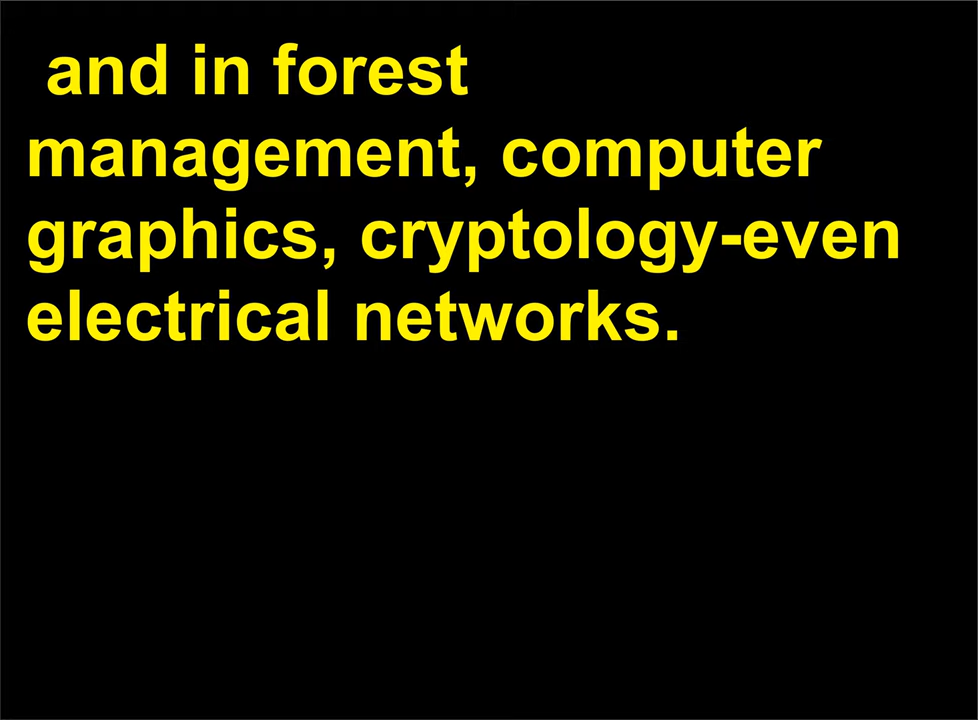 and in forest
management, computer
graphics, cryptology-even
electrical networks.